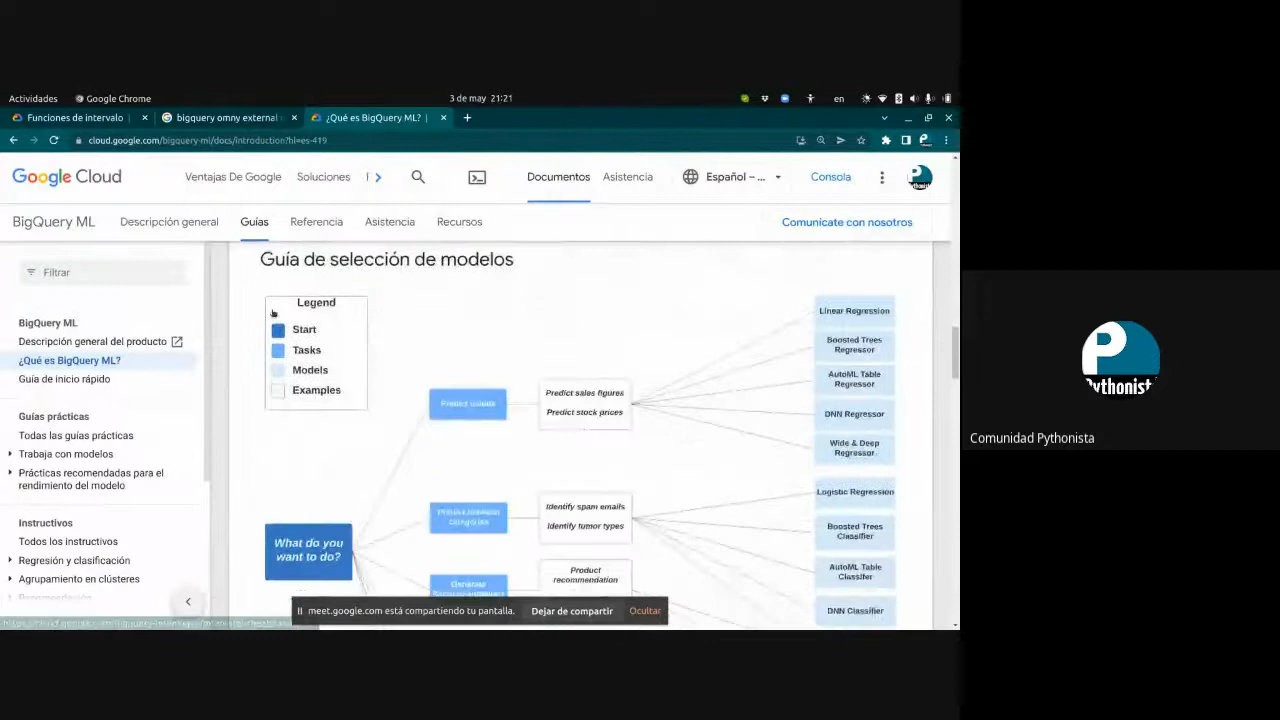 Actividades
Google Chrome
3 de may 21:21
en
Funciones de intervalo
bigquery omny external
¿Qué es BigQuery ML?
cloud.google.com/bigquery-ml/docs/introduction?hl=es-419
Google Cloud
Ventajas De Google
Soluciones
Documentos
Asistencia
Español – ...
Consola
BigQuery ML
Descripción general
Guías
Referencia
Asistencia
Recursos
Comunícate con nosotros
Filtrar
BigQuery ML
Descripción general del producto
¿Qué es BigQuery ML?
Guía de inicio rápido
Guías prácticas
Todas las guías prácticas
Trabaja con modelos
Prácticas recomendadas para el
rendimiento del modelo
Instructivos
Todos los instructivos
Regresión y clasificación
Agrupamiento en clústeres
Guía de selección de modelos
Legend
Start
Tasks
Models
Examples
What do you
want to do?
Predict values
Predict sales figures
Predict stock prices
Linear Regression
Boosted Trees
Regressor
AutoML Table
Regressor
DNN Regressor
Wide & Deep
Regressor
Identify spam emails
Identify tumor types
Logistic Regression
Boosted Trees
Classifier
AutoML Table
Classifer
DNN Classifier
Product
recommendation
meet.google.com está compartiendo tu pantalla.
Dejar de compartir
Ocultar
Pythonist
Comunidad Pythonista